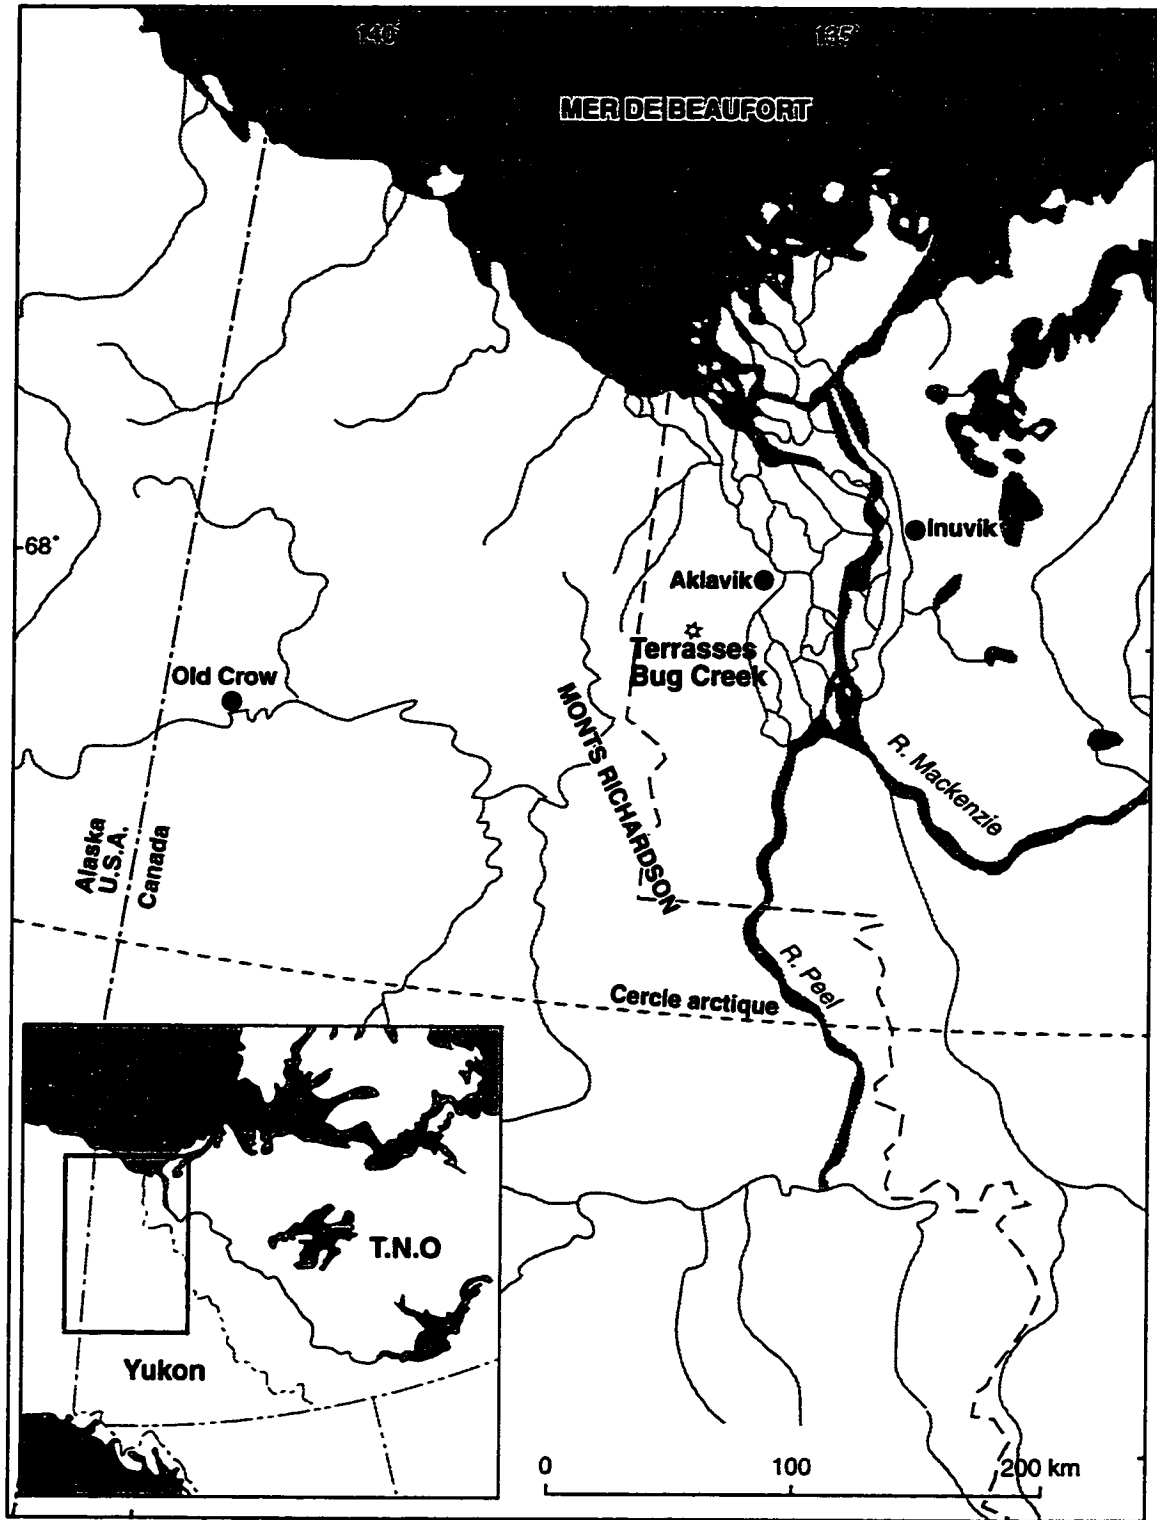 140°
135°
MER DE BEAUFORT
68°
Inuvik
Aklavik
Terrasses
Bug Creek
Old Crow
MONTS RICHARDSON
R. Mackenzie
Alaska
U.S.A.
Canada
R. Peel
Cercle arctique
T.N.O
Yukon
0 100 200 km